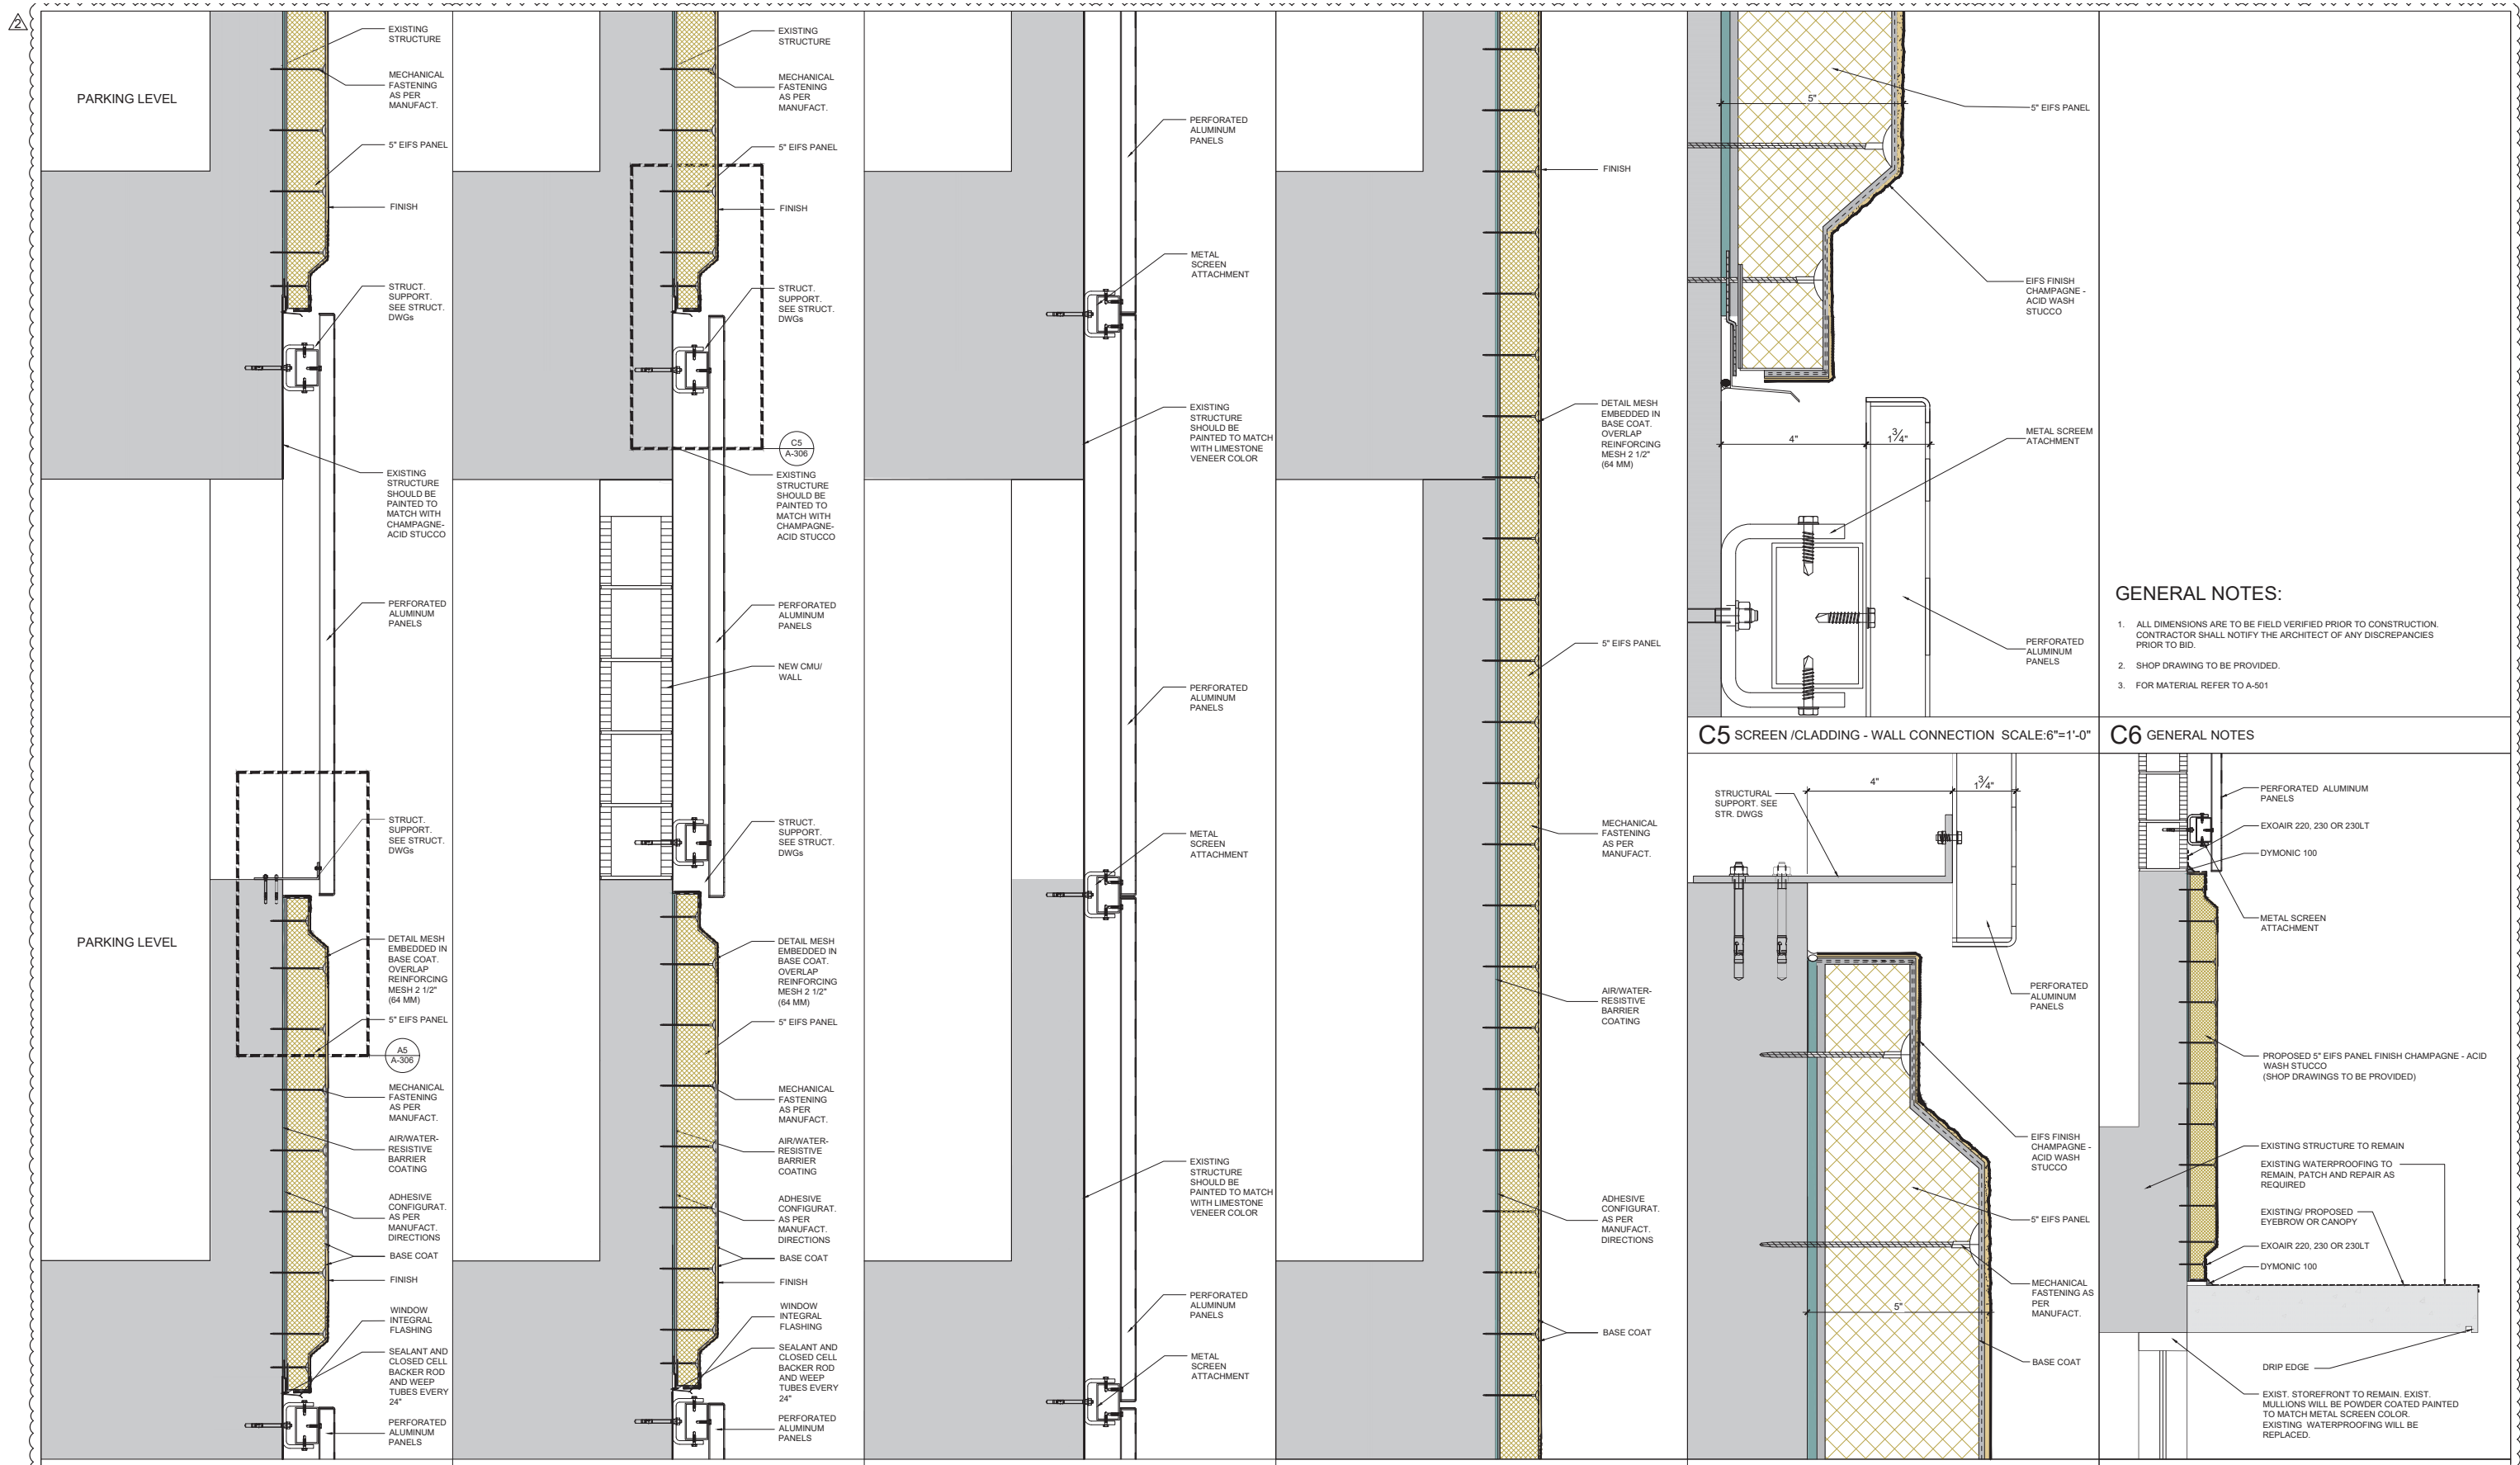 2
PARKING LEVEL
EXISTING
STRUCTURE
MECHANICAL
FASTENING
AS PER
MANUFACT.
5" EIFS PANEL
FINISH
STRUCT.
SUPPORT.
SEE STRUCT.
DWGs
EXISTING
STRUCTURE
SHOULD BE
PAINTED TO
MATCH WITH
CHAMPAGNE-
ACID STUCCO
PERFORATED
ALUMINUM
PANELS
STRUCT.
SUPPORT.
SEE STRUCT.
DWGs
PARKING LEVEL
DETAIL MESH
EMBEDDED IN
BASE COAT.
OVERLAP
REINFORCING
MESH 2 1/2"
(64 MM)
5" EIFS PANEL
A5
A-306
MECHANICAL
FASTENING
AS PER
MANUFACT.
AIR/WATER-
RESISTIVE
BARRIER
COATING
ADHESIVE
CONFIGURAT.
AS PER
MANUFACT.
DIRECTIONS
BASE COAT
FINISH
WINDOW
INTEGRAL
FLASHING
SEALANT AND
CLOSED CELL
BACKER ROD
AND WEEP
TUBES EVERY
24"
PERFORATED
ALUMINUM
PANELS
EXISTING
STRUCTURE
MECHANICAL
FASTENING
AS PER
MANUFACT.
5" EIFS PANEL
FINISH
STRUCT.
SUPPORT.
SEE STRUCT.
DWGs
C5
A-306
EXISTING
STRUCTURE
SHOULD BE
PAINTED TO
MATCH WITH
CHAMPAGNE-
ACID STUCCO
PERFORATED
ALUMINUM
PANELS
NEW CMU/
WALL
STRUCT.
SUPPORT.
SEE STRUCT.
DWGs
DETAIL MESH
EMBEDDED IN
BASE COAT.
OVERLAP
REINFORCING
MESH 2 1/2"
(64 MM)
5" EIFS PANEL
MECHANICAL
FASTENING
AS PER
MANUFACT.
AIR/WATER-
RESISTIVE
BARRIER
COATING
ADHESIVE
CONFIGURAT.
AS PER
MANUFACT.
DIRECTIONS
BASE COAT
FINISH
WINDOW
INTEGRAL
FLASHING
SEALANT AND
CLOSED CELL
BACKER ROD
AND WEEP
TUBES EVERY
24"
PERFORATED
ALUMINUM
PANELS
PERFORATED
ALUMINUM
PANELS
METAL
SCREEN
ATTACHMENT
EXISTING
STRUCTURE
SHOULD BE
PAINTED TO MATCH
WITH LIMESTONE
VENEER COLOR
PERFORATED
ALUMINUM
PANELS
METAL
SCREEN
ATTACHMENT
EXISTING
STRUCTURE
SHOULD BE
PAINTED TO MATCH
WITH LIMESTONE
VENEER COLOR
PERFORATED
ALUMINUM
PANELS
METAL
SCREEN
ATTACHMENT
FINISH
DETAIL MESH
EMBEDDED IN
BASE COAT.
OVERLAP
REINFORCING
MESH 2 1/2"
(64 MM)
5" EIFS PANEL
MECHANICAL
FASTENING
AS PER
MANUFACT.
AIR/WATER-
RESISTIVE
BARRIER
COATING
ADHESIVE
CONFIGURAT.
AS PER
MANUFACT.
DIRECTIONS
BASE COAT
5"
5" EIFS PANEL
EIFS FINISH
CHAMPAGNE -
ACID WASH
STUCCO
4"
1 3/4"
METAL SCREEM
ATACHMENT
PERFORATED
ALUMINUM
PANELS
C5 SCREEN /CLADDING - WALL CONNECTION SCALE:6"=1'-0"
GENERAL NOTES:
1. ALL DIMENSIONS ARE TO BE FIELD VERIFIED PRIOR TO CONSTRUCTION.
CONTRACTOR SHALL NOTIFY THE ARCHITECT OF ANY DISCREPANCIES
PRIOR TO BID.
2. SHOP DRAWING TO BE PROVIDED.
3. FOR MATERIAL REFER TO A-501
C6 GENERAL NOTES
STRUCTURAL
SUPPORT. SEE
STR. DWGS
4"
1 3/4"
PERFORATED
ALUMINUM
PANELS
EIFS FINISH
CHAMPAGNE -
ACID WASH
STUCCO
5" EIFS PANEL
MECHANICAL
FASTENING AS
PER
MANUFACT.
5"
BASE COAT
PERFORATED ALUMINUM
PANELS
EXOAIR 220, 230 OR 230LT
DYMONIC 100
METAL SCREEN
ATTACHMENT
PROPOSED 5" EIFS PANEL FINISH CHAMPAGNE - ACID
WASH STUCCO
(SHOP DRAWINGS TO BE PROVIDED)
EXISTING STRUCTURE TO REMAIN
EXISTING WATERPROOFING TO
REMAIN, PATCH AND REPAIR AS
REQUIRED
EXISTING/ PROPOSED
EYEBROW OR CANOPY
EXOAIR 220, 230 OR 230LT
DYMONIC 100
DRIP EDGE
EXIST. STOREFRONT TO REMAIN. EXIST.
MULLIONS WILL BE POWDER COATED PAINTED
TO MATCH METAL SCREEN COLOR.
EXISTING WATERPROOFING WILL BE
REPLACED.